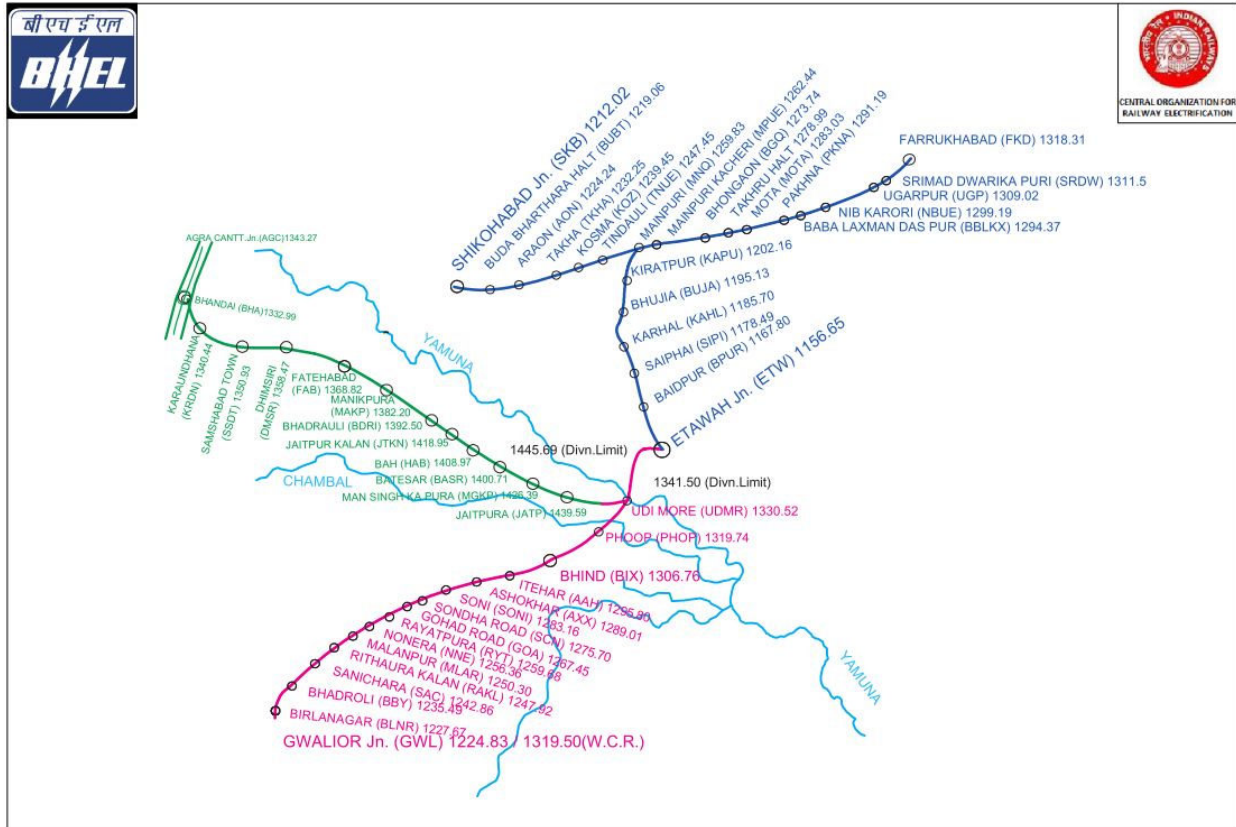 बी एच ई एल
BHEL
भारतीय रेल
INDIAN RAILWAYS
CENTRAL ORGANIZATION FOR
RAILWAY ELECTRIFICATION
SHIKOHABAD Jn. (SKB) 1212.02
BUDA BHARTHARA HALT (BUBT) 1219.06
ARAON (AON) 1224.24
TAKHA (TKHA) 1232.25
KOSMA (KOZ) 1239.45
TINDAULI (TNUE) 1247.45
MAINPURI (MNQ) 1259.83
MAINPURI KACHERI (MPUE) 1262.44
BHONGAON (BGQ) 1273.74
TAKHRU HALT 1278.99
MOTA (MOTA) 1283.03
PAKHNA (PKNA) 1291.19
FARRUKHABAD (FKD) 1318.31
SRIMAD DWARIKA PURI (SRDW) 1311.5
UGARPUR (UGP) 1309.02
NIB KARORI (NBUE) 1299.19
BABA LAXMAN DAS PUR (BBLKX) 1294.37
KIRATPUR (KAPU) 1202.16
BHUJIA (BUJA) 1195.13
KARHAL (KAHL) 1185.70
SAIPHAI (SIPI) 1178.49
BAIDPUR (BPUR) 1167.80
ETAWAH Jn. (ETW) 1156.65
AGRA CANTT.Jn.(AGC)1343.27
BHANDAI (BHA)1332.99
KARAUNDHANA
(KRDN) 1340.44
SAMSHABAD TOWN
(SSDT) 1350.93
DHIMSIRI
(DMSR) 1358.47
FATEHABAD
(FAB) 1368.82
MANIKPURA
(MAKP) 1382.20
BHADRAULI (BDRI) 1392.50
JAITPUR KALAN (JTKN) 1418.95
BAH (HAB) 1408.97
BATESAR (BASR) 1400.71
MAN SINGH KA PURA (MGKP) 1426.39
JAITPURA (JATP) 1439.59
YAMUNA
CHAMBAL
1445.69 (Divn.Limit)
1341.50 (Divn.Limit)
UDI MORE (UDMR) 1330.52
PHOOP (PHOP) 1319.74
BHIND (BIX) 1306.76
ITEHAR (AAH) 1295.80
ASHOKHAR (AXX) 1289.01
SONI (SONI) 1283.16
SONDHA ROAD (SCN) 1275.70
GOHAD ROAD (GOA) 1267.45
RAYATPURA (RYT) 1259.68
NONERA (NNE) 1256.36
MALANPUR (MLAR) 1250.30
RITHAURA KALAN (RAKL) 1247.92
SANICHARA (SAC) 1242.86
BHADROLI (BBY) 1235.49
BIRLANAGAR (BLNR) 1227.67
GWALIOR Jn. (GWL) 1224.83 / 1319.50(W.C.R.)
YAMUNA